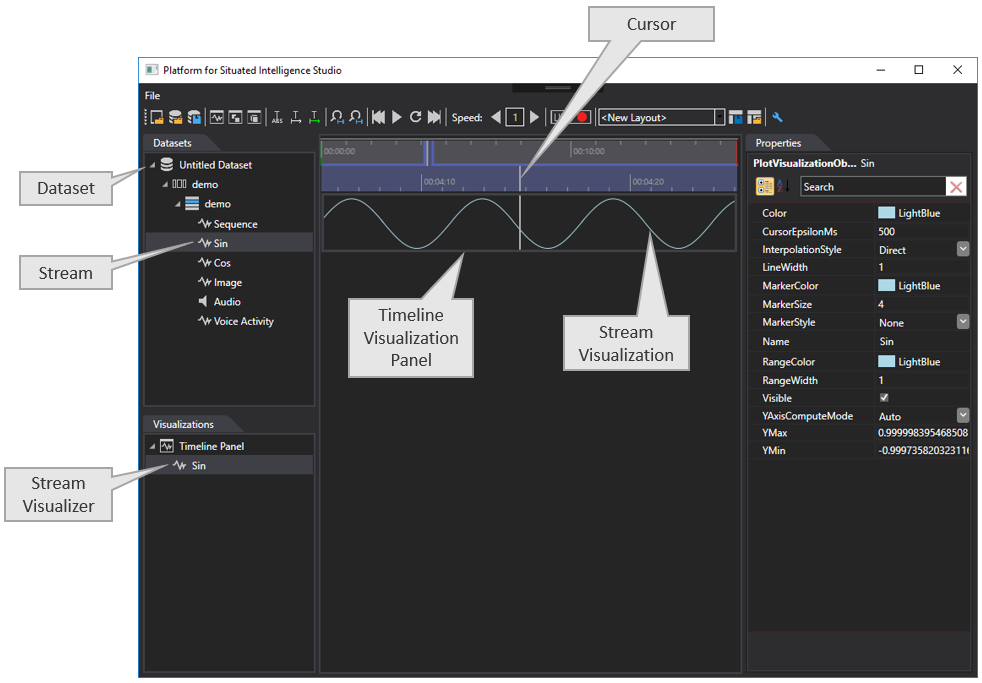 Cursor
Platform for Situated Intelligence Studio
File
ABS
Speed:
1
<New Layout>
Datasets
Untitled Dataset
demo
demo
Sequence
Sin
Cos
Image
Audio
Voice Activity
Dataset
Stream
00:00:00
00:10:00
00:04:10
00:04:20
Timeline
Visualization
Panel
Stream
Visualization
Visualizations
Timeline Panel
Sin
Stream
Visualizer
Properties
PlotVisualizationOb... Sin
Search
Color LightBlue
CursorEpsilonMs 500
InterpolationStyle Direct
LineWidth 1
MarkerColor LightBlue
MarkerSize 4
MarkerStyle None
Name Sin
RangeColor LightBlue
RangeWidth 1
Visible
YAxisComputeMode Auto
YMax 0.999998395468508
YMin -0.99973582032311